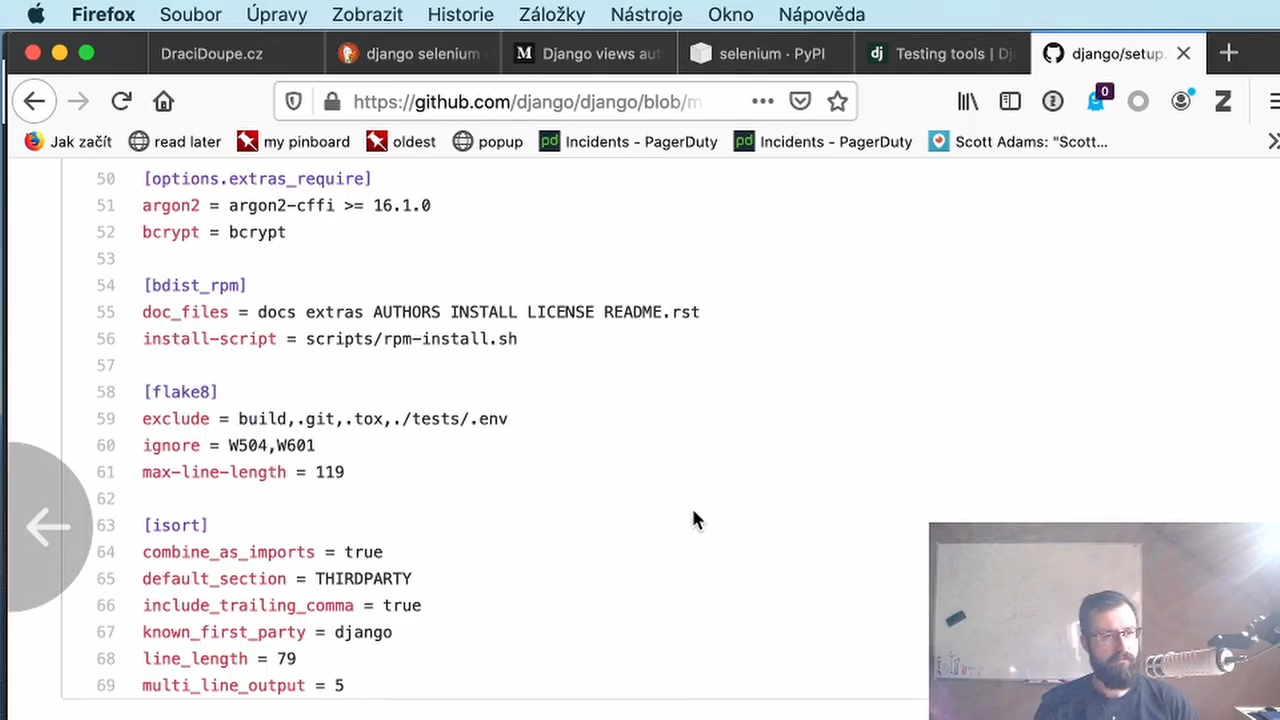 Firefox Soubor Úpravy Zobrazit Historie Záložky Nástroje Okno Nápověda
DraciDoupe.cz django selenium Django views aut selenium · PyPI Testing tools | Dj django/setup.
https://github.com/django/django/blob/m 0
Jak začít read later my pinboard oldest popup Incidents - PagerDuty Incidents - PagerDuty Scott Adams: "Scott...
50 [options.extras_require]
51 argon2 = argon2-cffi >= 16.1.0
52 bcrypt = bcrypt
53
54 [bdist_rpm]
55 doc_files = docs extras AUTHORS INSTALL LICENSE README.rst
56 install-script = scripts/rpm-install.sh
57
58 [flake8]
59 exclude = build,.git,.tox,./tests/.env
60 ignore = W504,W601
61 max-line-length = 119
62
63 [isort]
64 combine_as_imports = true
65 default_section = THIRDPARTY
66 include_trailing_comma = true
67 known_first_party = django
68 line_length = 79
69 multi_line_output = 5